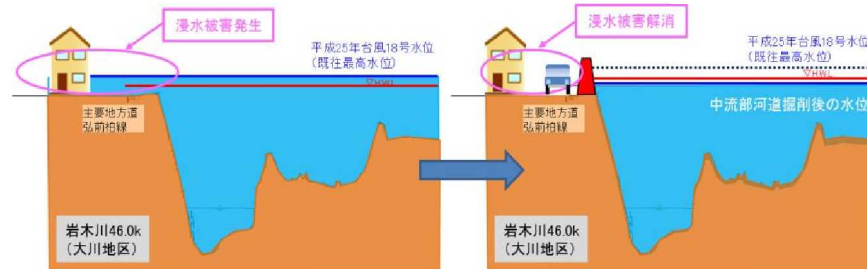 浸水被害発生
平成25年台風18号水位
(既往最高水位)
▽HWL
主要地方道
弘前柏線
岩木川46.0k
(大川地区)
浸水被害解消
平成25年台風18号水位
(既往最高水位)
▽HWL
中流部河道掘削後の水位
主要地方道
弘前柏線
岩木川46.0k
(大川地区)